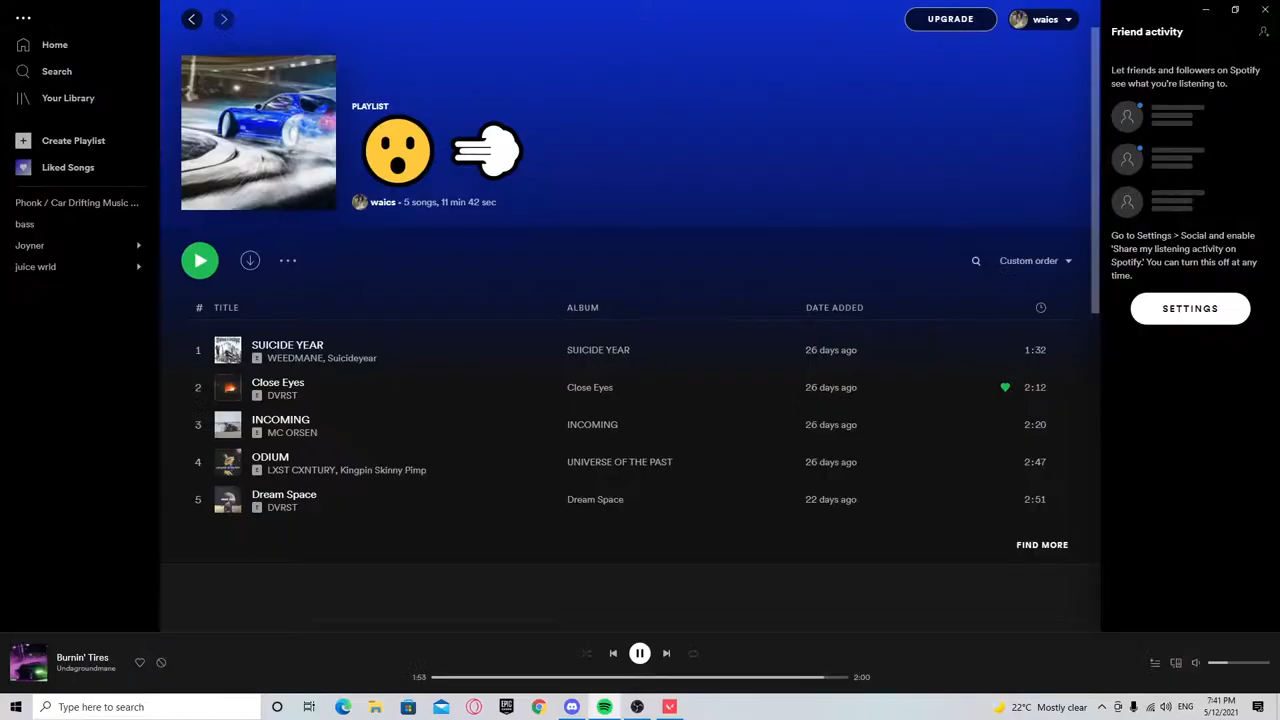 Home
Search
Your Library
Create Playlist
Liked Songs
Phonk / Car Drifting Music ...
bass
Joyner
juice wrld
UPGRADE
waics
PLAYLIST
😮💨
waics - 5 songs, 11 min 42 sec
Custom order
# TITLE ALBUM DATE ADDED
1 SUICIDE YEAR SUICIDE YEAR 26 days ago 1:32
E WEEDMANE, Suicideyear
2 Close Eyes Close Eyes 26 days ago 2:12
E DVRST
3 INCOMING INCOMING 26 days ago 2:20
E MC ORSEN
4 ODIUM UNIVERSE OF THE PAST 26 days ago 2:47
E LXST CXNTURY, Kingpin Skinny Pimp
5 Dream Space Dream Space 22 days ago 2:51
E DVRST
FIND MORE
Friend activity
Let friends and followers on Spotify
see what you're listening to.
Go to Settings > Social and enable
'Share my listening activity on
Spotify.' You can turn this off at any
time.
SETTINGS
Burnin' Tires
Undagroundmane
1:53 2:00
Type here to search
EPIC
22°C Mostly clear
7:41 PM
5/12/2021